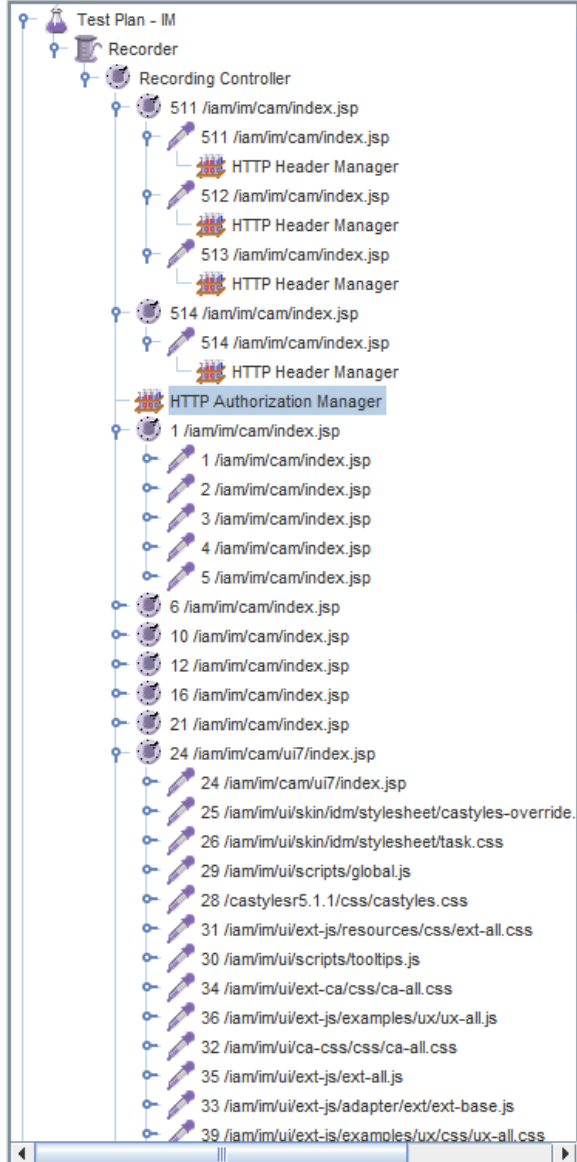 Test Plan - IM
Recorder
Recording Controller
511 /iam/im/cam/index.jsp
511 /iam/im/cam/index.jsp
HTTP Header Manager
512 /iam/im/cam/index.jsp
HTTP Header Manager
513 /iam/im/cam/index.jsp
HTTP Header Manager
514 /iam/im/cam/index.jsp
514 /iam/im/cam/index.jsp
HTTP Header Manager
HTTP Authorization Manager
1 /iam/im/cam/index.jsp
1 /iam/im/cam/index.jsp
2 /iam/im/cam/index.jsp
3 /iam/im/cam/index.jsp
4 /iam/im/cam/index.jsp
5 /iam/im/cam/index.jsp
6 /iam/im/cam/index.jsp
10 /iam/im/cam/index.jsp
12 /iam/im/cam/index.jsp
16 /iam/im/cam/index.jsp
21 /iam/im/cam/index.jsp
24 /iam/im/cam/ui7/index.jsp
24 /iam/im/cam/ui7/index.jsp
25 /iam/im/ui/skin/idm/stylesheet/castyles-override.
26 /iam/im/ui/skin/idm/stylesheet/task.css
29 /iam/im/ui/scripts/global.js
28 /castylesr5.1.1/css/castyles.css
31 /iam/im/ui/ext-js/resources/css/ext-all.css
30 /iam/im/ui/scripts/tooltips.js
34 /iam/im/ui/ext-ca/css/ca-all.css
36 /iam/im/ui/ext-js/examples/ux/ux-all.js
32 /iam/im/ui/ca-css/css/ca-all.css
35 /iam/im/ui/ext-js/ext-all.js
33 /iam/im/ui/ext-js/adapter/ext/ext-base.js
39 /iam/im/ui/ext-js/examples/ux/css/ux-all.css